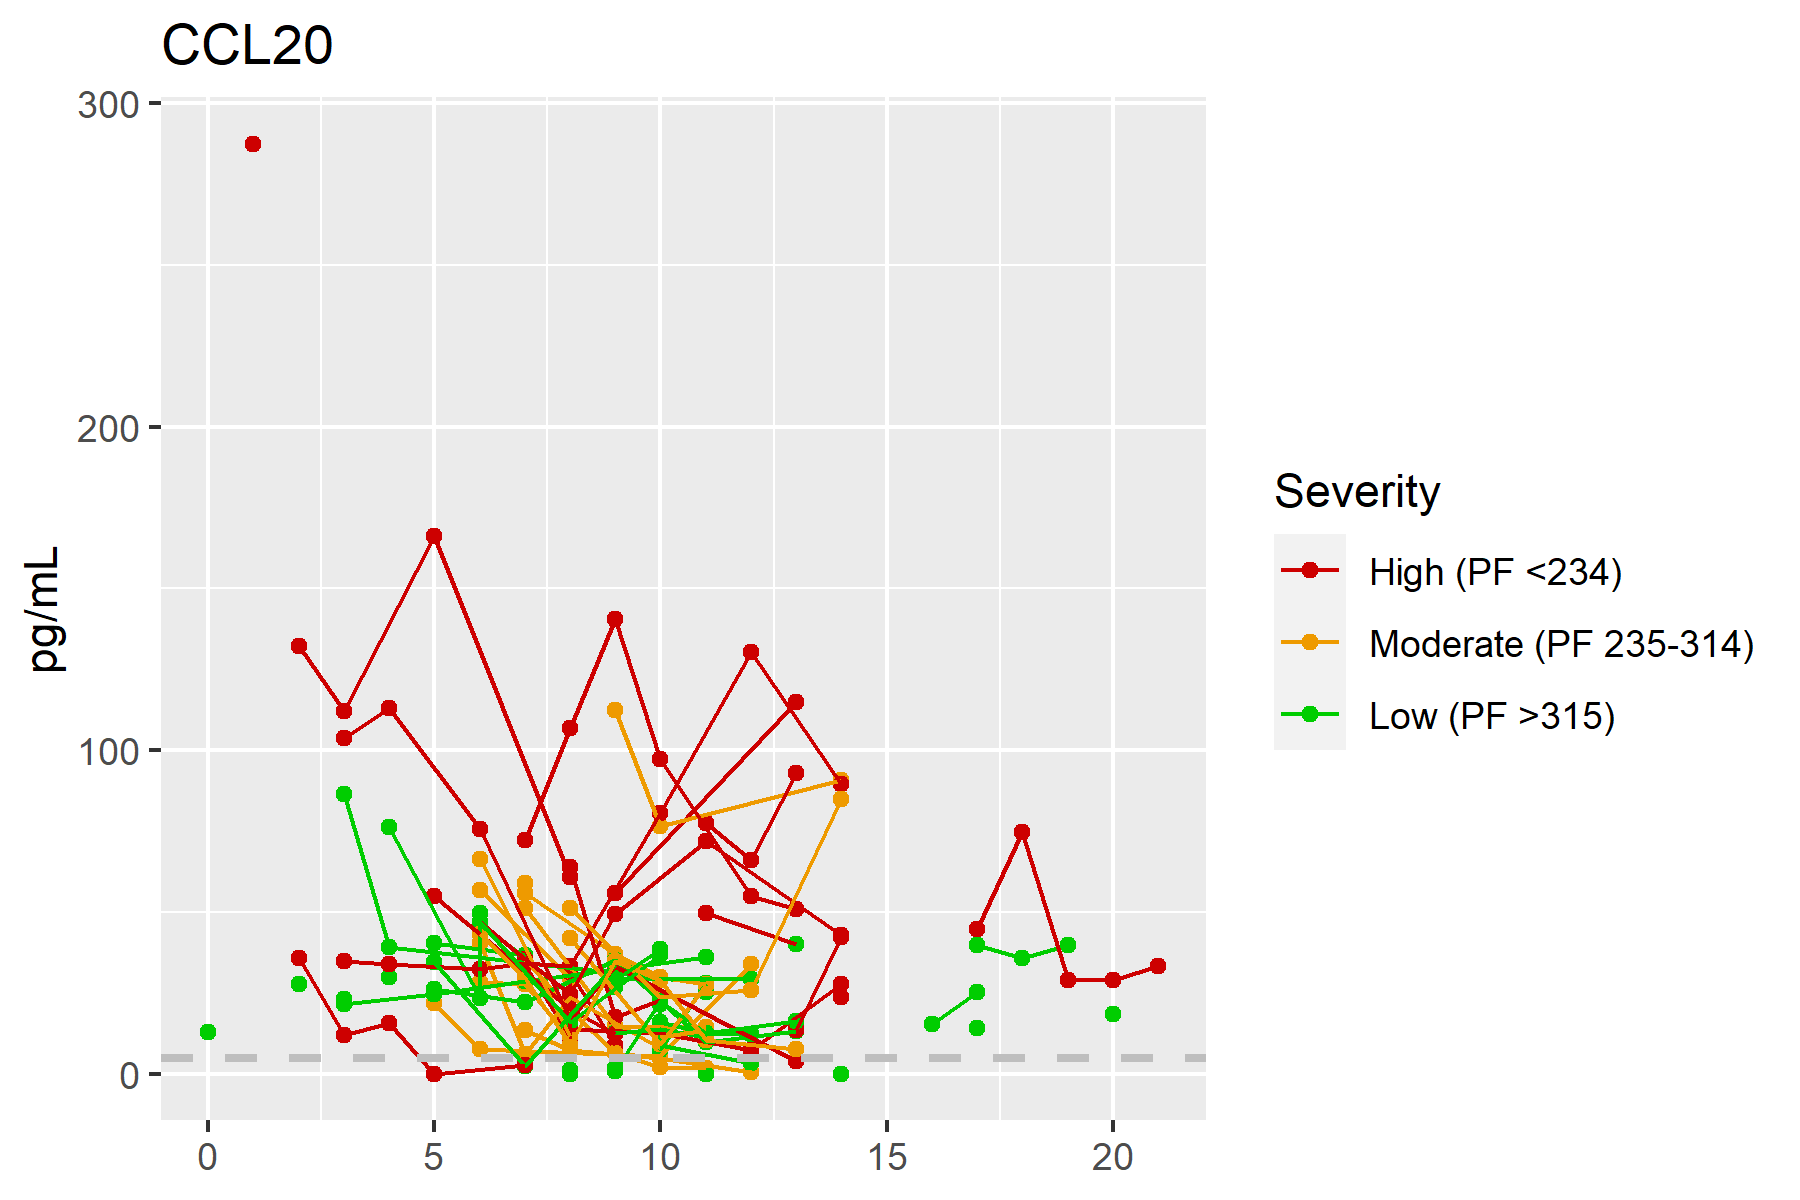 CCL20
300
200
100
0
pg/mL
0 5 10 15 20
Severity
High (PF <234)
Moderate (PF 235-314)
Low (PF >315)